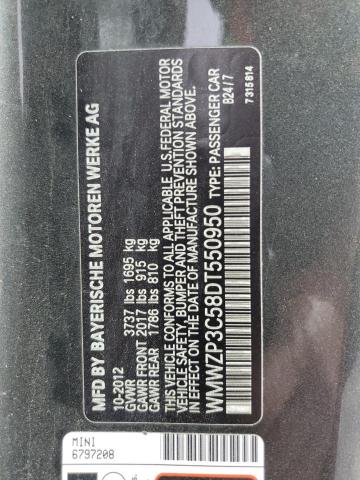 MFD BY BAYERISCHE MOTOREN WERKE AG
10-2012
GVWR 3737 lbs 1695 kg
GAWR FRONT 2017 lbs 915 kg
GAWR REAR 1786 lbs 810 kg
THIS VEHICLE CONFORMS TO ALL APPLICABLE U.S.FEDERAL MOTOR
VEHICLE SAFETY, BUMPER AND THEFT PREVENTION STANDARDS
IN EFFECT ON THE DATE OF MANUFACTURE SHOWN ABOVE.
WMWZP3C58DT550950 TYPE: PASSENGER CAR
B24/7
7315814
MINI
6797208